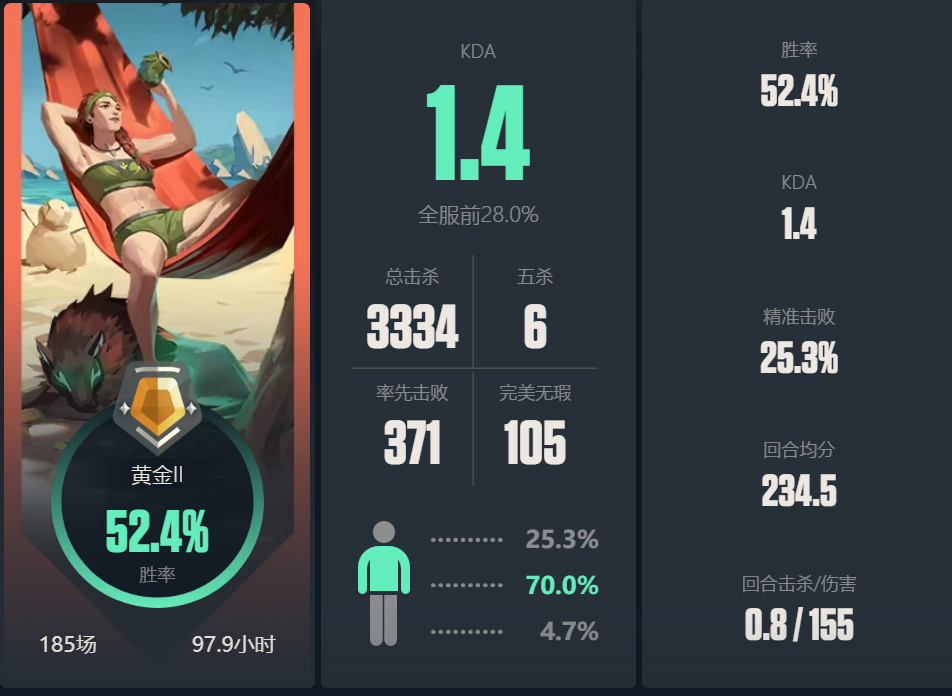 黄金II
52.4%
胜率
185场
97.9小时
KDA
1.4
全服前28.0%
总击杀
五杀
3334
6
率先击败
完美无瑕
371
105
25.3%
70.0%
4.7%
胜率
52.4%
KDA
1.4
精准击败
25.3%
回合均分
234.5
回合击杀/伤害
0.8 / 155